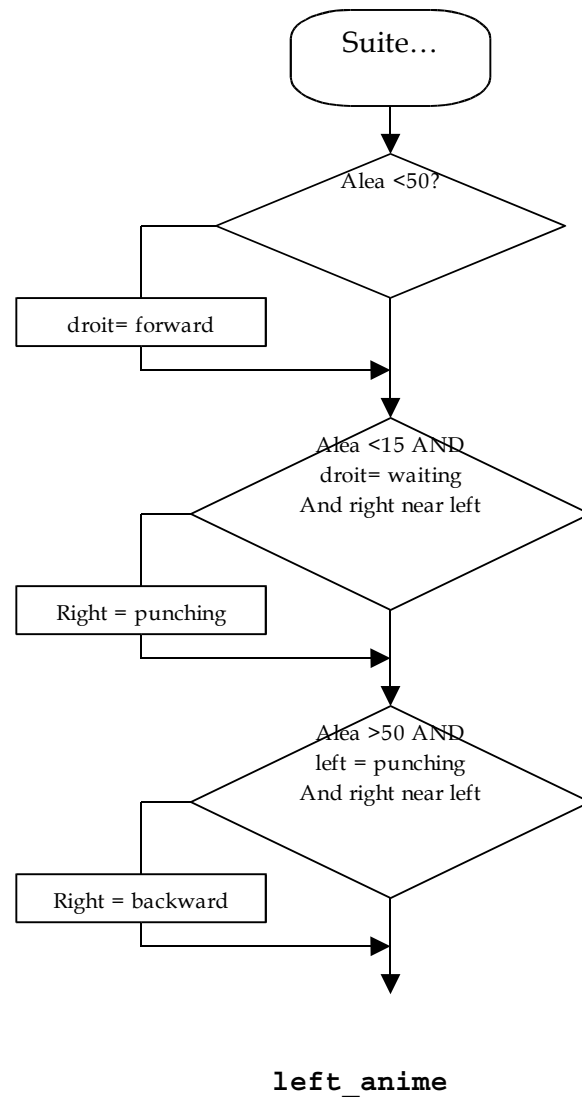 Suite…
Alea <50?
droit= forward
Alea <15 AND
droit= waiting
And right near left
Right = punching
Alea >50 AND
left = punching
And right near left
Right = backward
left_anime